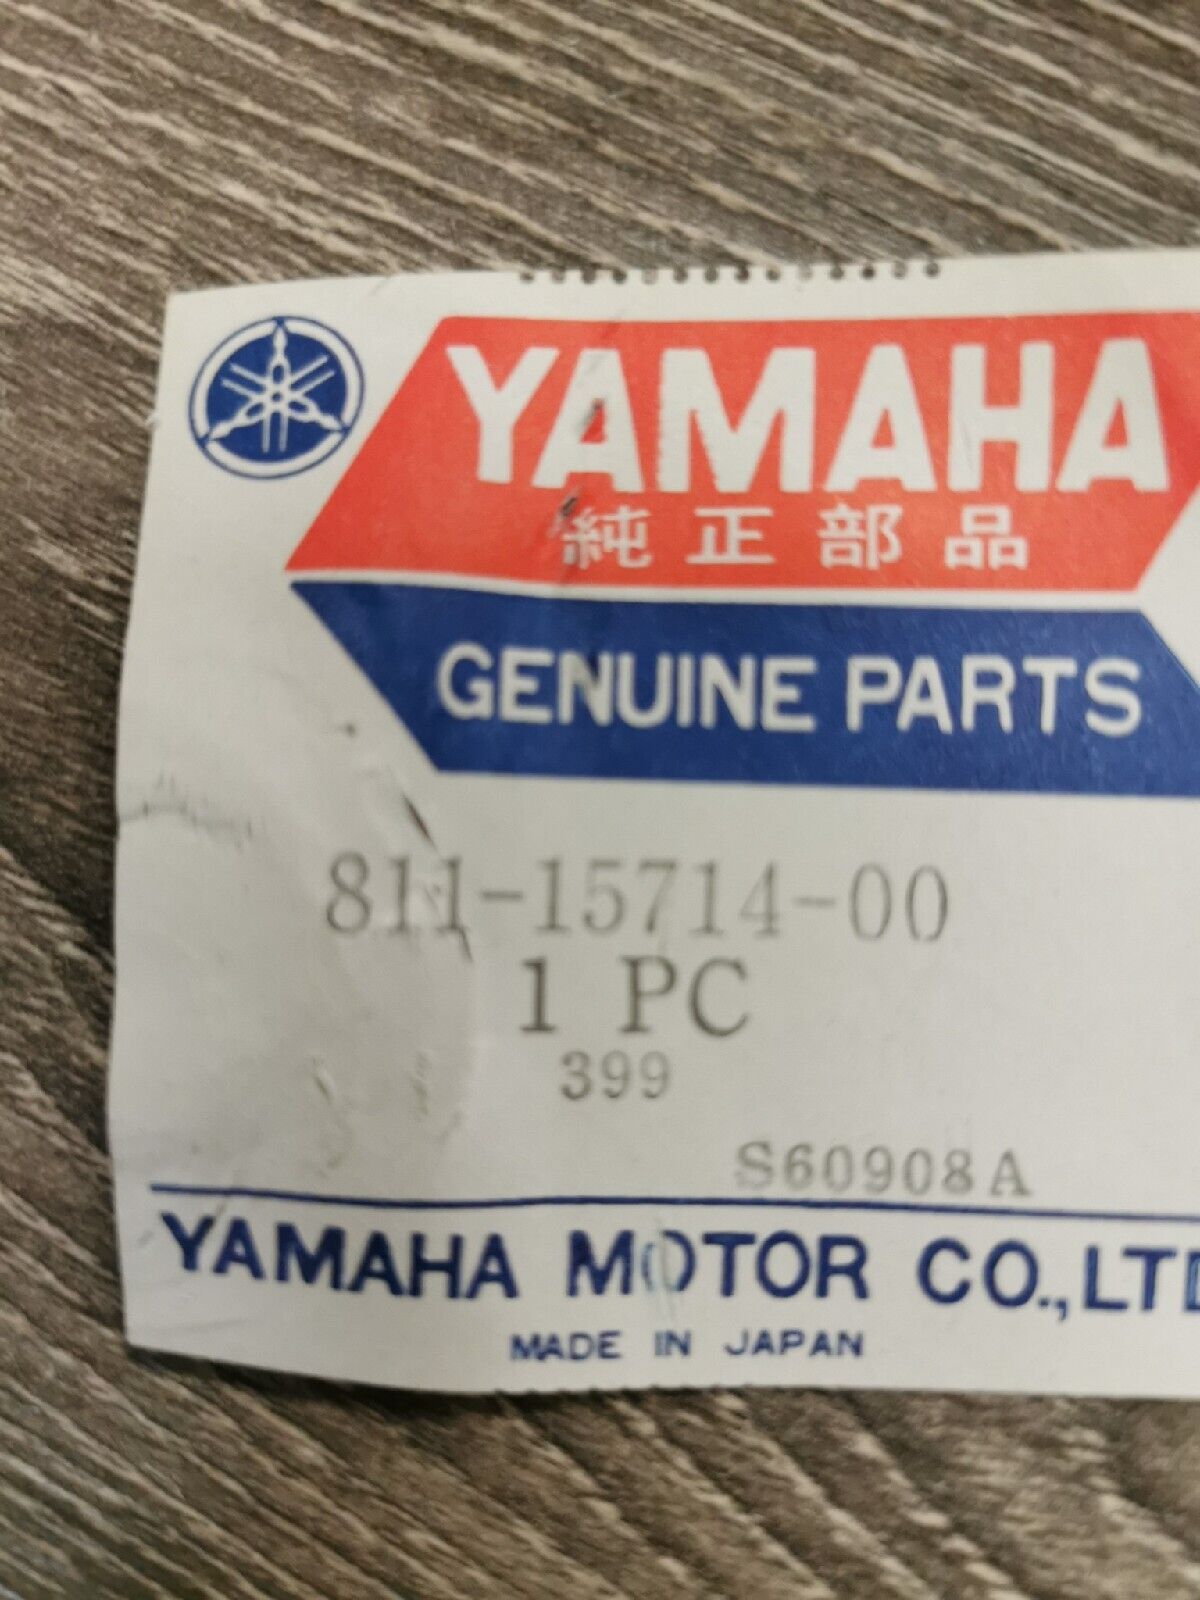 YAMAHA
純正部品
GENUINE PARTS
811-15714-00
1 PC
399
S60908A
YAMAHA MOTOR CO.,LTD
MADE IN JAPAN